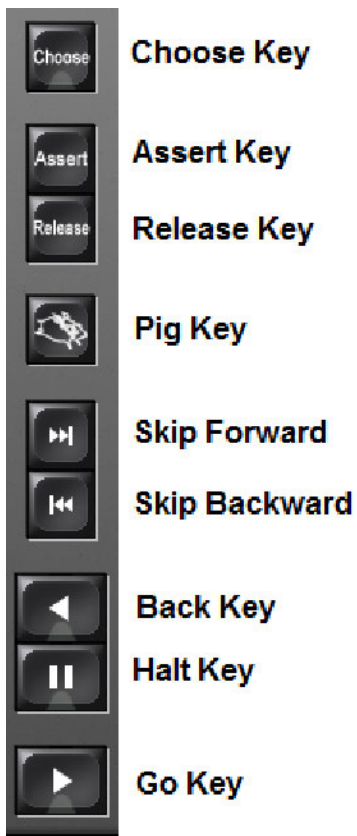 Choose Choose Key
Assert Assert Key
Release Release Key
Pig Key
Skip Forward
Skip Backward
Back Key
Halt Key
Go Key